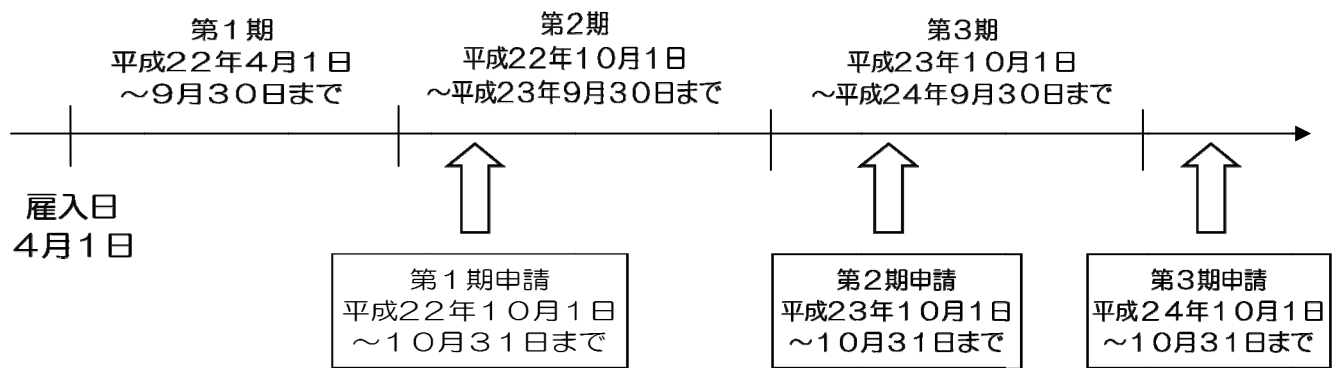 第１期
平成２２年４月１日
～９月３０日まで
第２期
平成２２年１０月１日
～平成２３年９月３０日まで
第３期
平成２３年１０月１日
～平成２４年９月３０日まで
雇入日
４月１日
第１期申請
平成２２年１０月１日
～１０月３１日まで
第２期申請
平成２３年１０月１日
～１０月３１日まで
第３期申請
平成２４年１０月１日
～１０月３１日まで